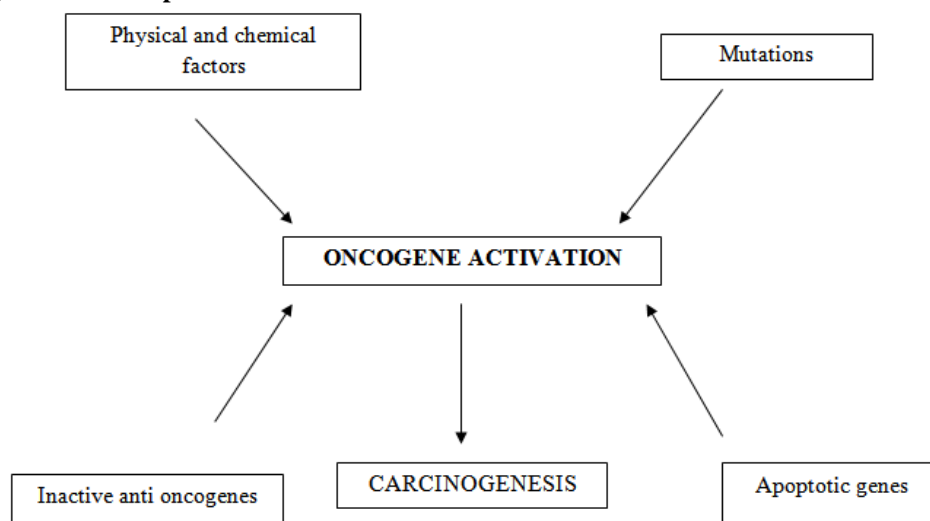 Physical and chemical
factors
Mutations
ONCOGENE ACTIVATION
Inactive anti oncogenes
CARCINOGENESIS
Apoptotic genes